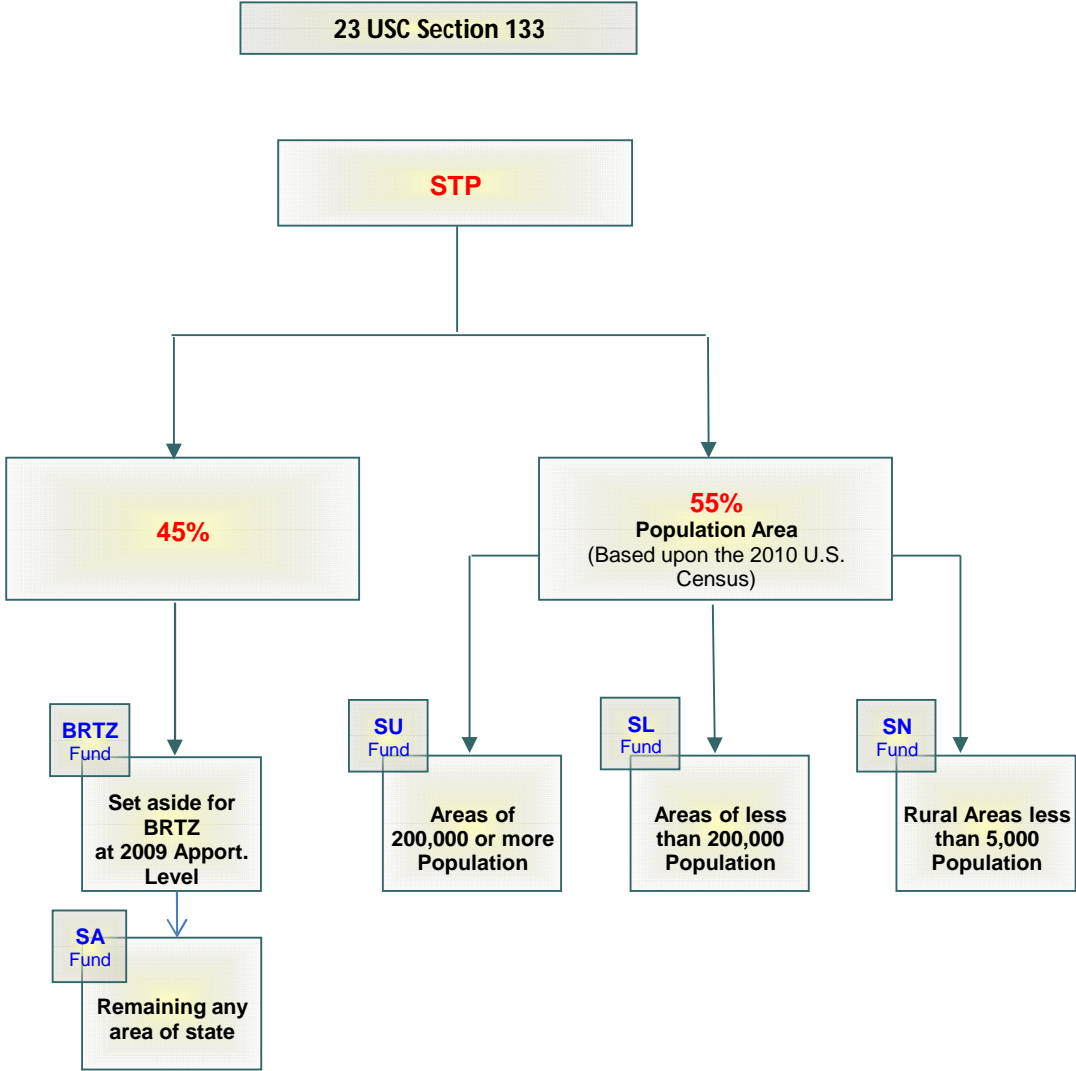 23 USC Section 133
STP
45%
55%
Population Area
(Based upon the 2010 U.S.
Census)
BRTZ
Fund
Set aside for
BRTZ
at 2009 Apport.
Level
SU
Fund
Areas of
200,000 or more
Population
SL
Fund
Areas of less
than 200,000
Population
SN
Fund
Rural Areas less
than 5,000
Population
SA
Fund
Remaining any
area of state